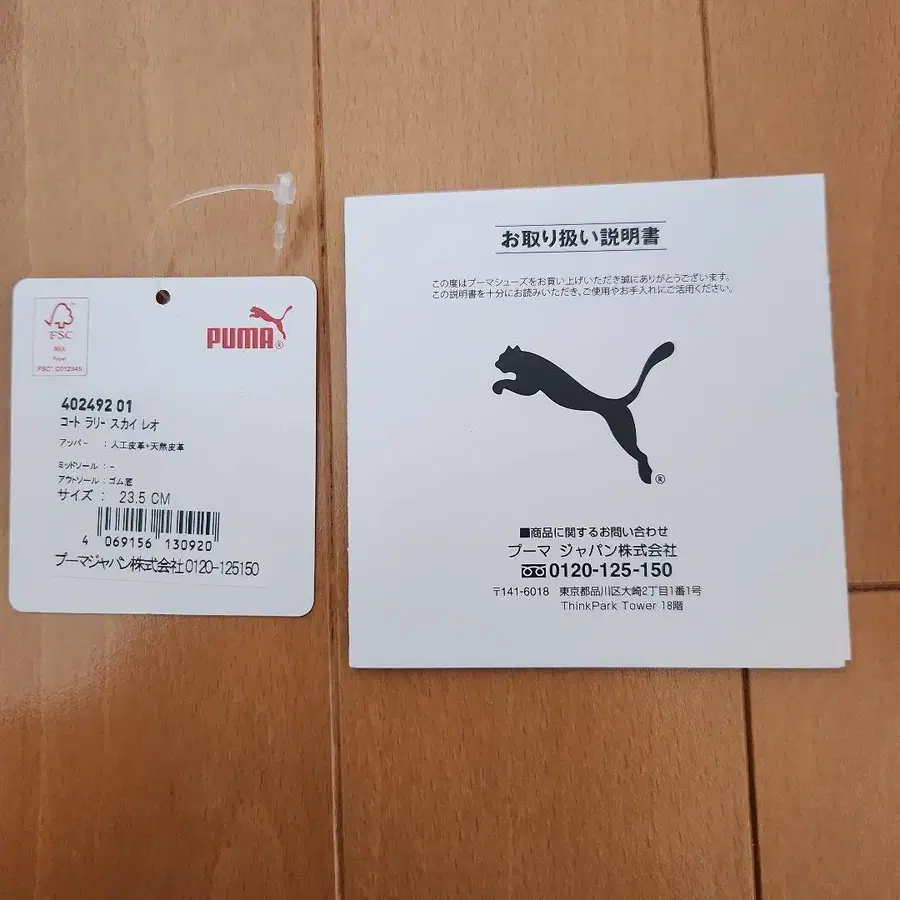 FSC
MIX
Paper
FSC® C012345
PUMA®
402492 01
コート ラリー スカイ レオ
アッパー : 人工皮革+天然皮革
ミッドソール : -
アウトソール : ゴム底
サイズ : 23.5 CM
4 069156 130920
プーマジャパン株式会社0120-125150
お取り扱い説明書
この度はプーマシューズをお買い上げいただき誠にありがとうございます。
この説明書を十分にお読みいただき、ご使用やお手入れにご活用ください。
®
■商品に関するお問い合わせ
プーマ ジャパン株式会社
0120-125-150
〒141-6018 東京都品川区大崎2丁目1番1号
ThinkPark Tower 18階